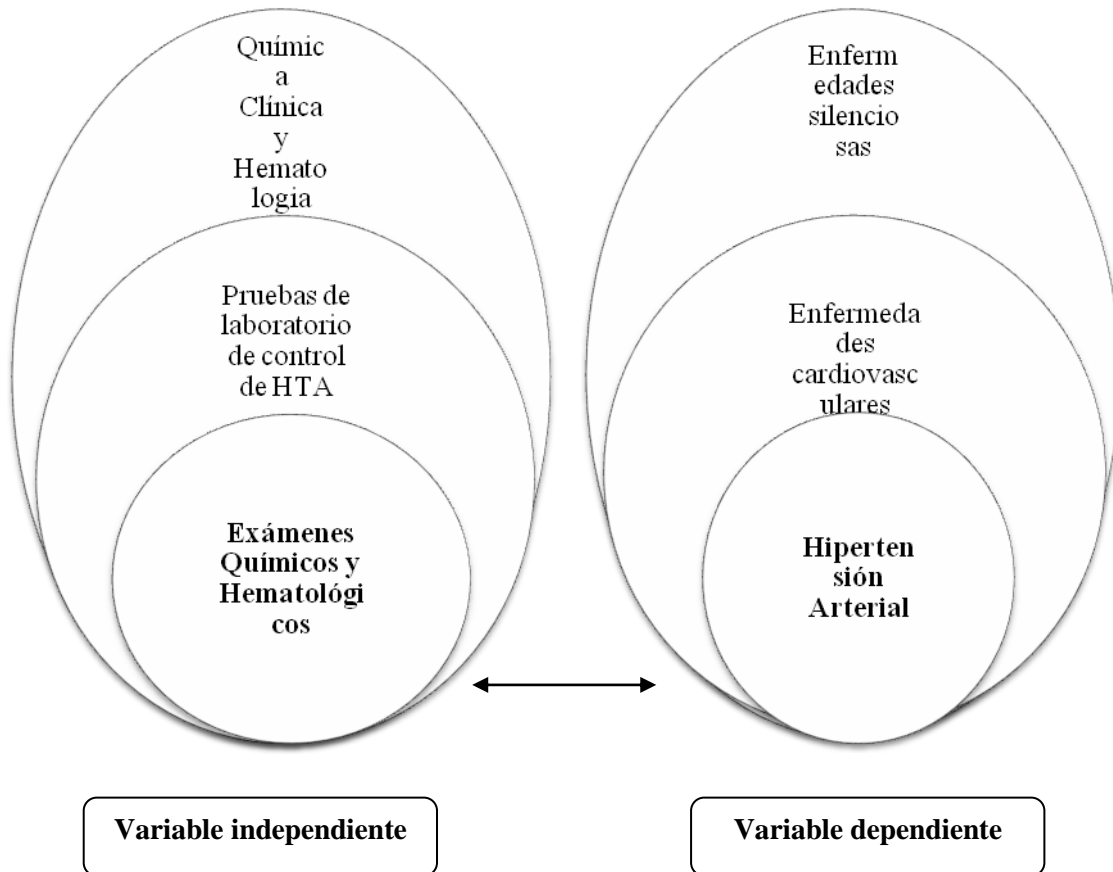 Químic
a
Clínica
y
Hemato
logia
Pruebas de
laboratorio
de control
de HTA
Exámenes
Químicos y
Hematológi
cos
Variable independiente
Enferm
edades
silencio
sas
Enfermeda
des
cardiovasc
ulares
Hiperten
sión
Arterial
Variable dependiente